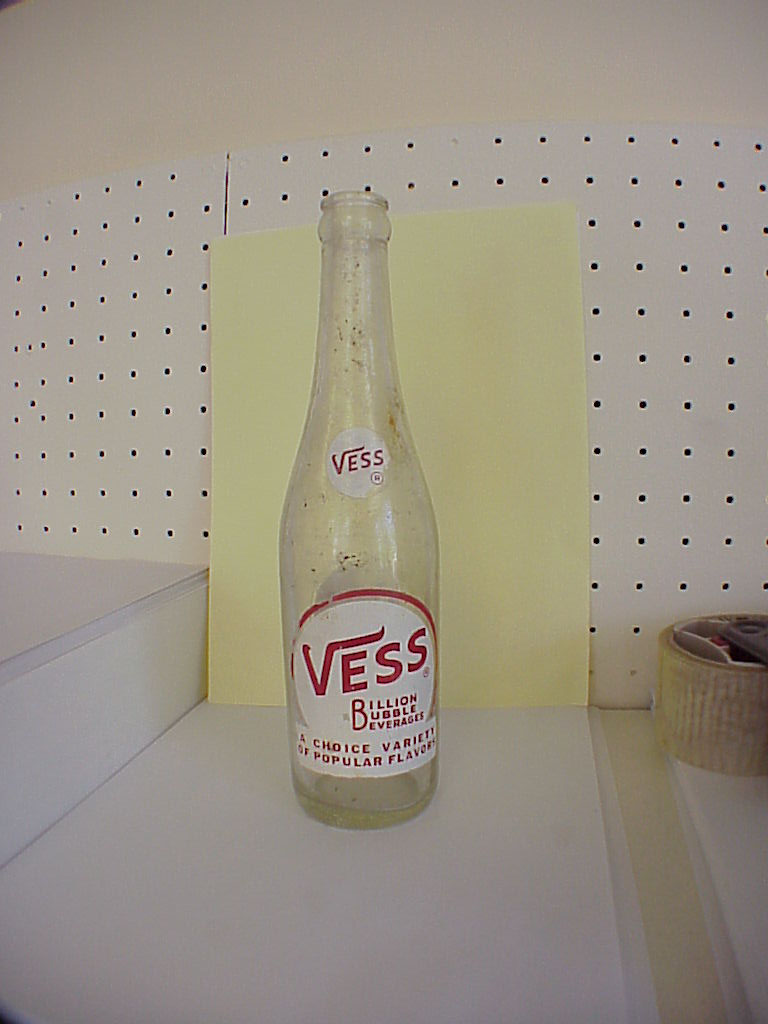 VESS
®
VESS
®
BILLION
BUBBLE
BEVERAGES
A CHOICE VARIETY
OF POPULAR FLAVORS